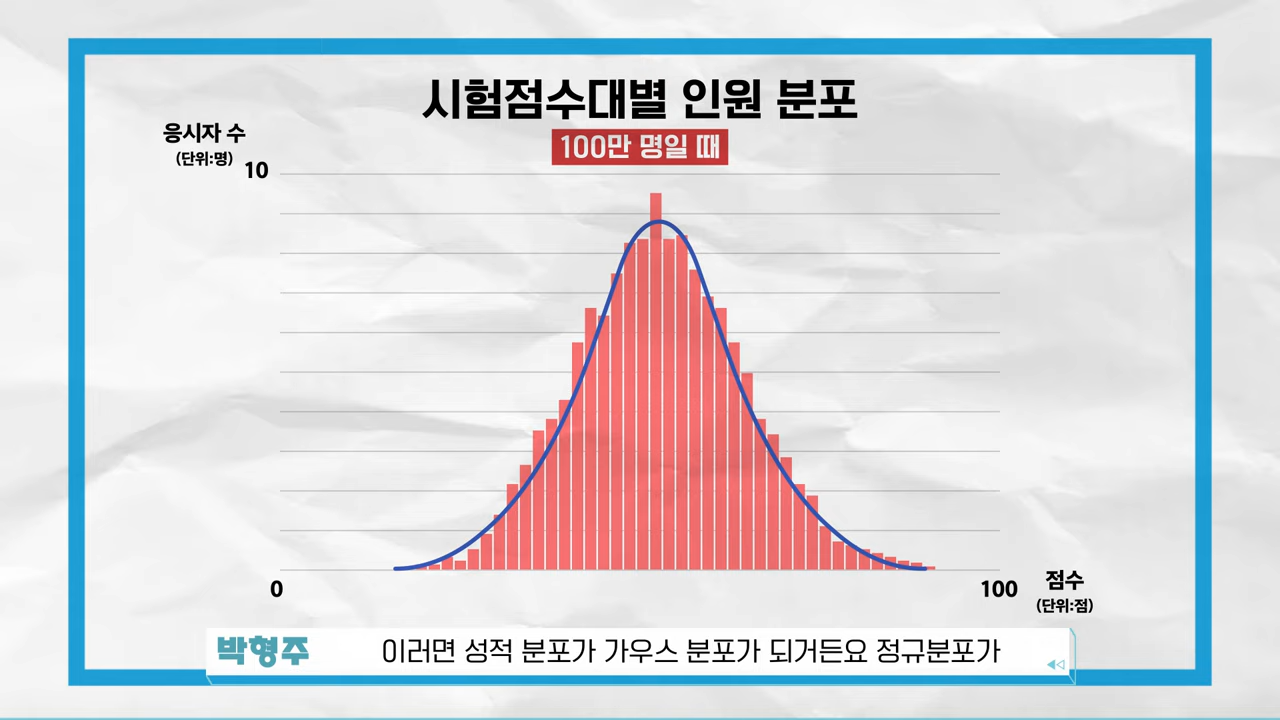 시험점수대별 인원 분포
100만 명일 때
응시자 수
(단위:명)
10
0
100
점수
(단위:점)
박형주
이러면 성적 분포가 가우스 분포가 되거든요 정규분포가